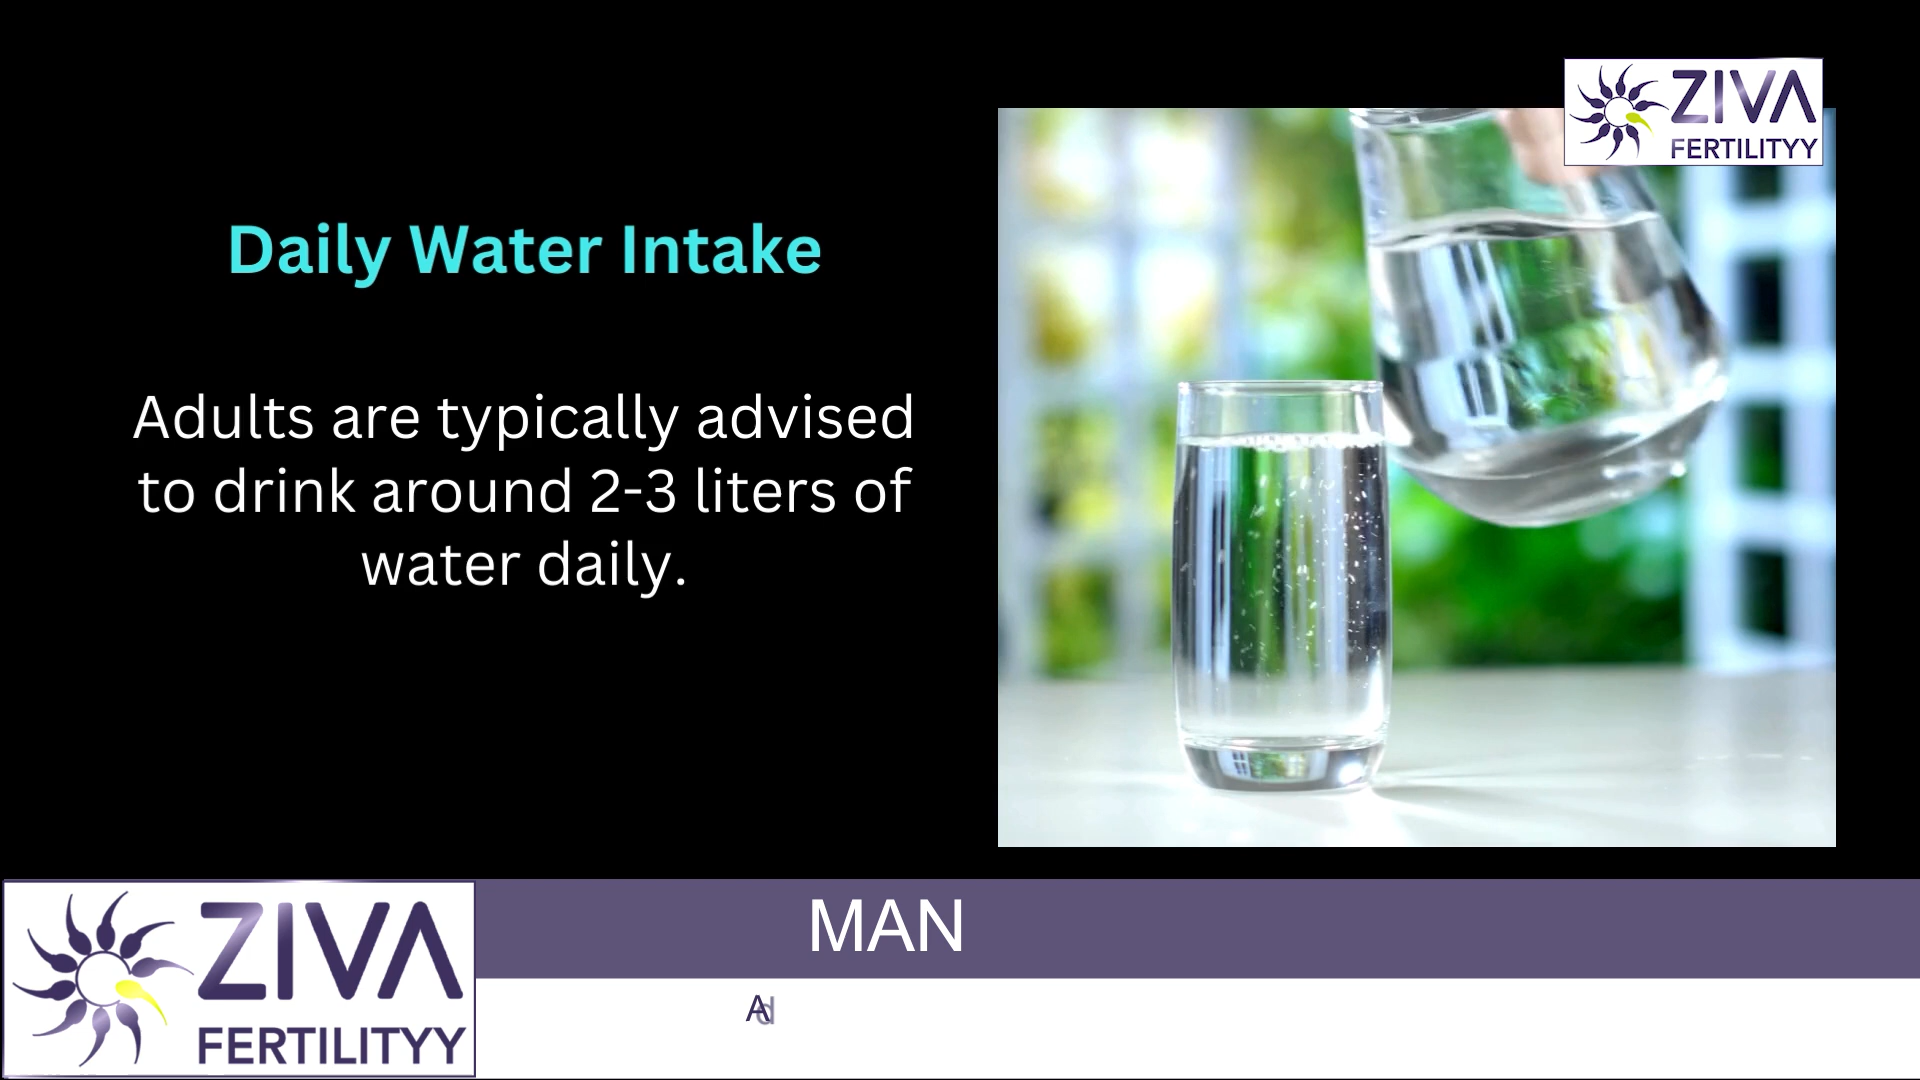 ZIVA
FERTILITYY
Daily Water Intake
Adults are typically advised
to drink around 2-3 liters of
water daily.
ZIVA
FERTILITYY
MAN
Ad